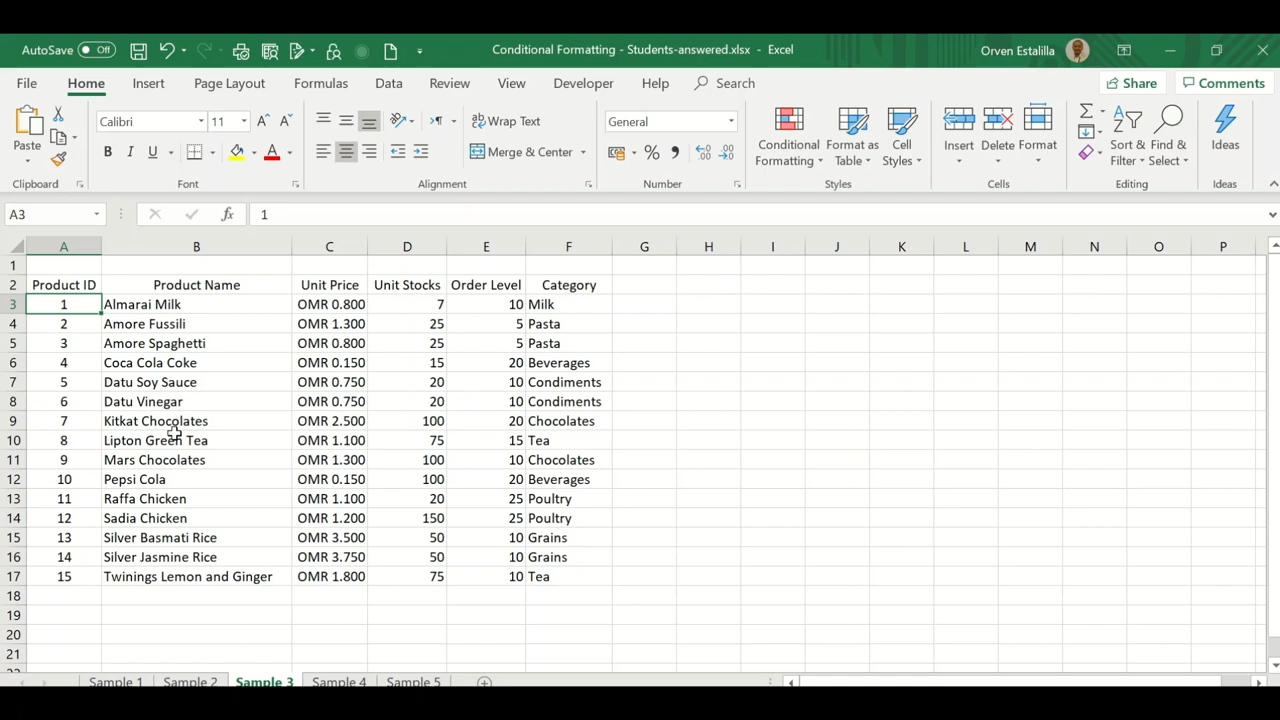 AutoSave Off Conditional Formatting - Students-answered.xlsx - Excel Orven Estalilla
File Home Insert Page Layout Formulas Data Review View Developer Help Search Share Comments
Calibri 11 Wrap Text General
Paste B I U Merge & Center Conditional Formatting Format as Table Cell Styles Insert Delete Format Sort & Filter Find & Select Ideas
Clipboard Font Alignment Number Styles Cells Editing Ideas
A3 fx 1
A B C D E F G H I J K L M N O P
1
2 Product ID Product Name Unit Price Unit Stocks Order Level Category
3 1 Almarai Milk OMR 0.800 7 10 Milk
4 2 Amore Fussili OMR 1.300 25 5 Pasta
5 3 Amore Spaghetti OMR 0.800 25 5 Pasta
6 4 Coca Cola Coke OMR 0.150 15 20 Beverages
7 5 Datu Soy Sauce OMR 0.750 20 10 Condiments
8 6 Datu Vinegar OMR 0.750 20 10 Condiments
9 7 Kitkat Chocolates OMR 2.500 100 20 Chocolates
10 8 Lipton Green Tea OMR 1.100 75 15 Tea
11 9 Mars Chocolates OMR 1.300 100 10 Chocolates
12 10 Pepsi Cola OMR 0.150 100 20 Beverages
13 11 Raffa Chicken OMR 1.100 20 25 Poultry
14 12 Sadia Chicken OMR 1.200 150 25 Poultry
15 13 Silver Basmati Rice OMR 3.500 50 10 Grains
16 14 Silver Jasmine Rice OMR 3.750 50 10 Grains
17 15 Twinings Lemon and Ginger OMR 1.800 75 10 Tea
18
19
20
21
Sample 1 Sample 2 Sample 3 Sample 4 Sample 5